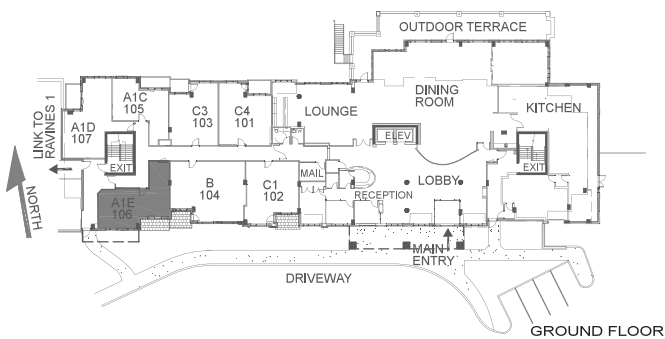 OUTDOOR TERRACE
LINK TO
RAVINES 1
A1D
107
A1C
105
C3
103
C4
101
LOUNGE
DINING
ROOM
KITCHEN
ELEV
EXIT
EXIT
NORTH
A1E
106
B
104
C1
102
MAIL
LOBBY
RECEPTION
MAIN
ENTRY
DRIVEWAY
GROUND FLOOR